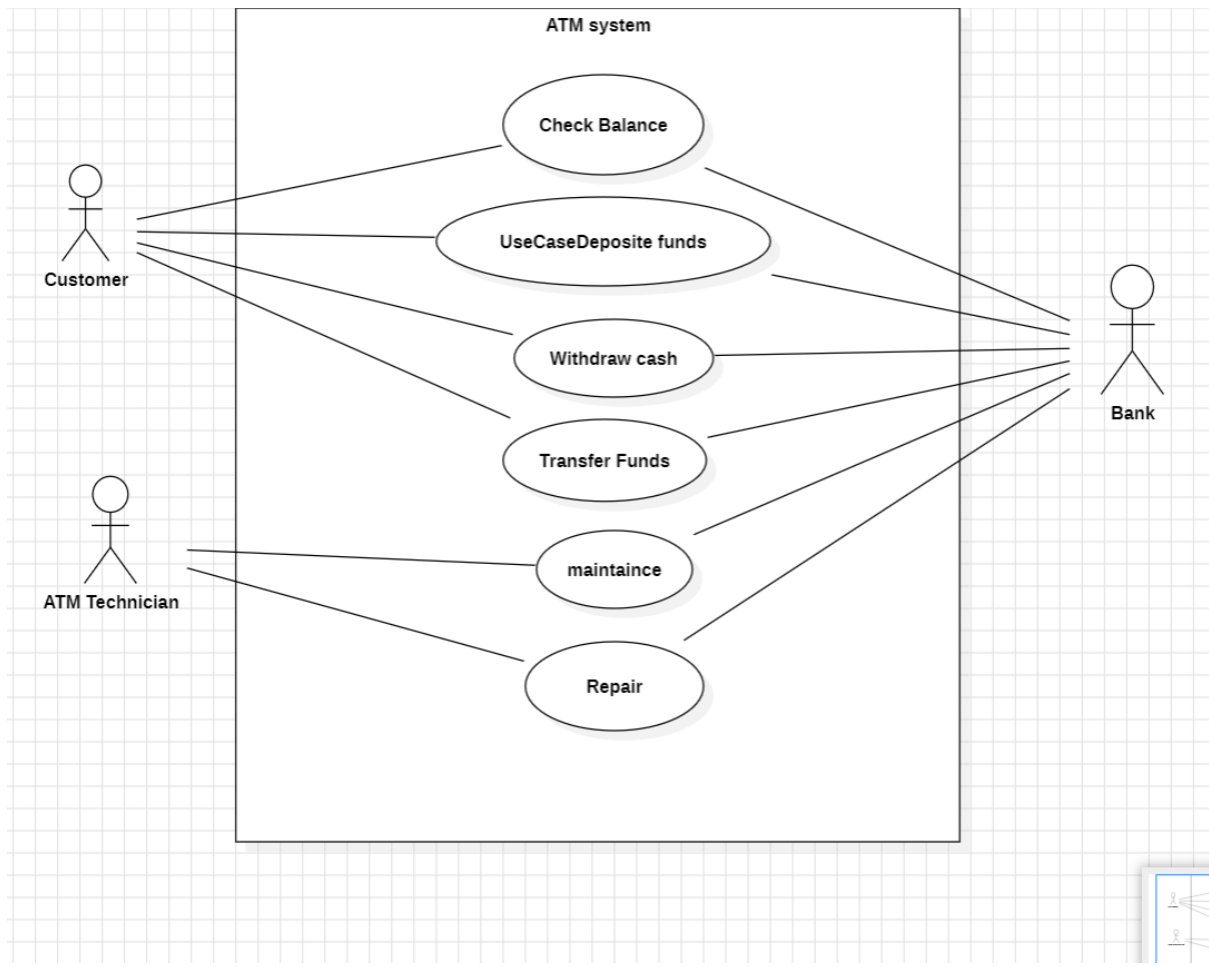 ATM system
Check Balance
UseCaseDeposite funds
Customer
Withdraw cash
Bank
Transfer Funds
maintaince
ATM Technician
Repair